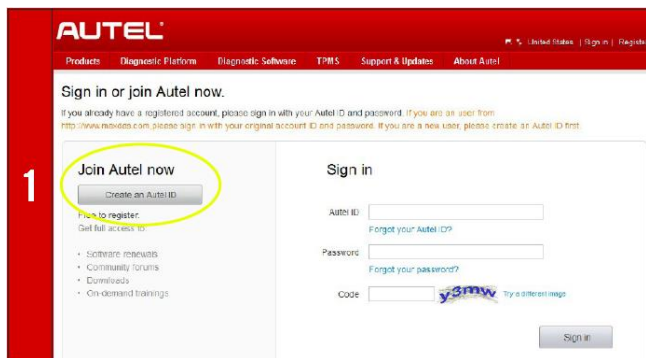 AUTEL
United States | Sign in | Registe
Products Diagnostic Platform Diagnostic Software TPMS Support & Updates About Autel
Sign in or join Autel now.
If you already have a registered account, please sign in with your Autel ID and password. If you are an user from
http://www.maxidas.com,please sign in with your original account ID and password. If you are a new user, please create an Autel ID first.
1
Join Autel now
Create an Autel ID
Free to register.
Get full access to:
• Software renewals
• Community forums
• Downloads
• On-demand trainings
Sign in
Autel ID
Forgot your Autel ID?
Password
Forgot your password?
Code y3mw Try a different image
Sign in